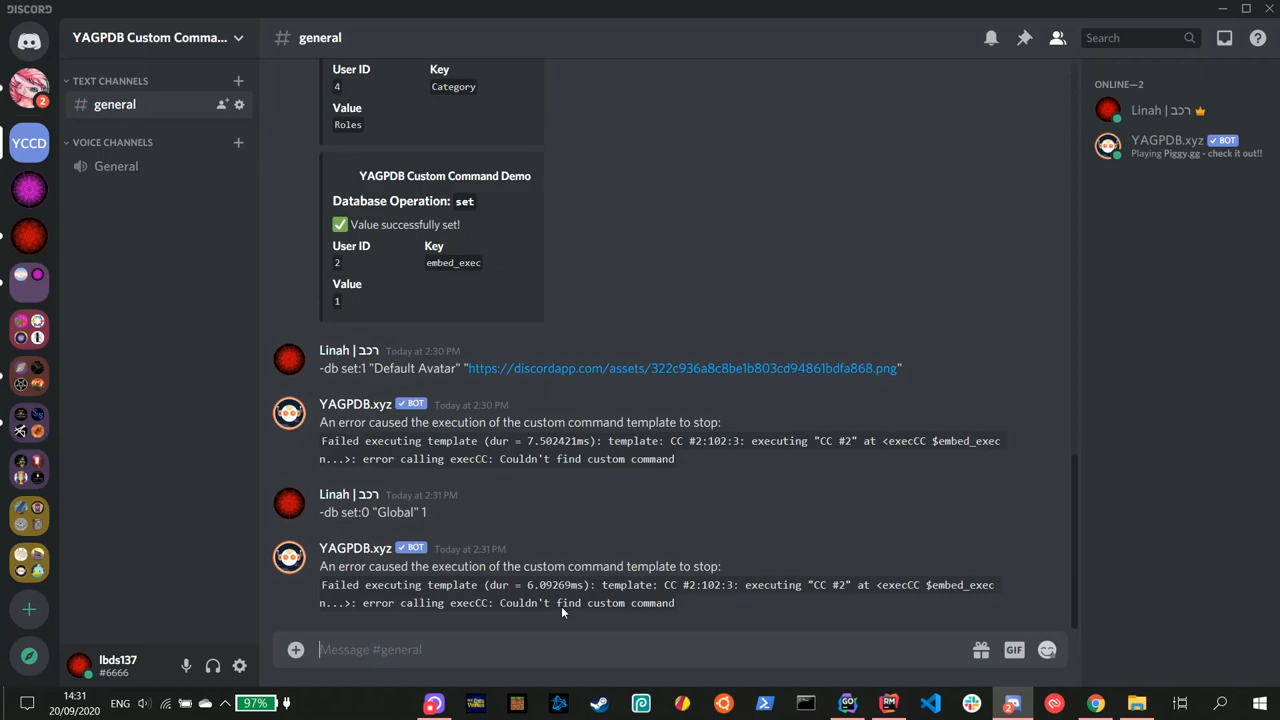 DISCORD
YAGPDB Custom Comma...
TEXT CHANNELS
general
VOICE CHANNELS
General
YCCD
2
# general
Search
User ID
Key
4
Category
Value
Roles
YAGPDB Custom Command Demo
Database Operation: set
Value successfully set!
User ID
Key
2
embed_exec
Value
1
Linah | רכב Today at 2:30 PM
-db set:1 "Default Avatar" "https://discordapp.com/assets/322c936a8c8be1b803cd94861bdfa868.png"
YAGPDB.xyz ✓ BOT Today at 2:30 PM
An error caused the execution of the custom command template to stop:
Failed executing template (dur = 7.502421ms): template: CC #2:102:3: executing "CC #2" at <execCC $embed_exec
n...>: error calling execCC: Couldn't find custom command
Linah | רכב Today at 2:31 PM
-db set:0 "Global" 1
YAGPDB.xyz ✓ BOT Today at 2:31 PM
An error caused the execution of the custom command template to stop:
Failed executing template (dur = 6.09269ms): template: CC #2:102:3: executing "CC #2" at <execCC $embed_exec
n...>: error calling execCC: Couldn't find custom command
Message #general
GIF
ONLINE—2
Linah | רכב
YAGPDB.xyz ✓ BOT
Playing Piggy.gg - check it out!!
lbds137
#6666
14:31
20/09/2020
ENG
97%
GO
RM
2